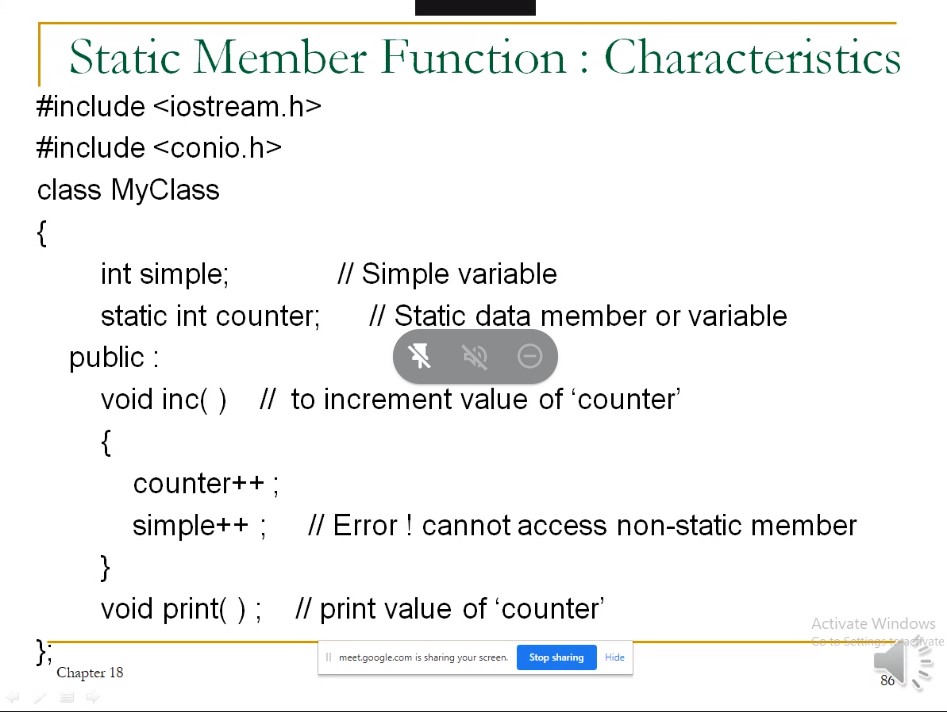 Static Member Function : Characteristics
#include <iostream.h>
#include <conio.h>
class MyClass
{
int simple; // Simple variable
static int counter; // Static data member or variable
public :
void inc( ) // to increment value of ‘counter’
{
counter++ ;
simple++ ; // Error ! cannot access non-static member
}
void print( ) ; // print value of ‘counter’
};
Activate Windows
Go to Settings to activate
meet.google.com is sharing your screen. Stop sharing Hide
Chapter 18
86